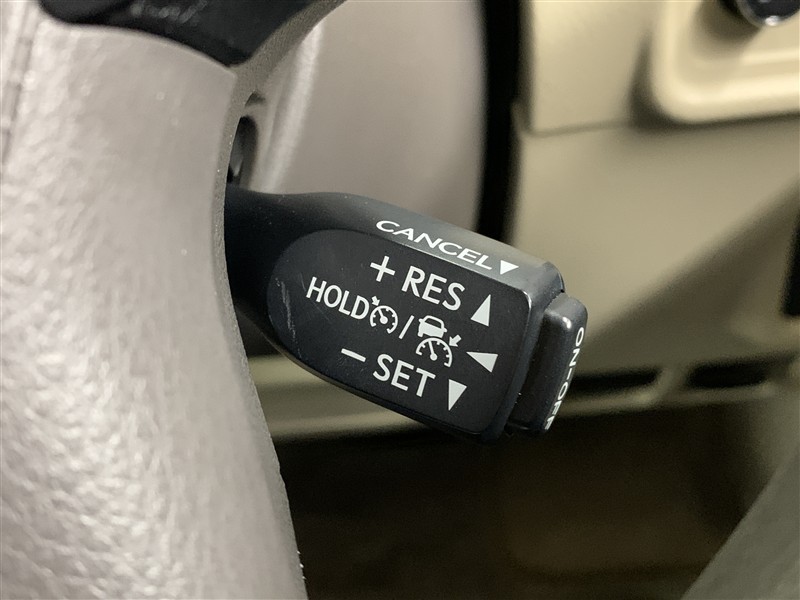 CANCEL▼
+ RES ▲
HOLD / ◀
− SET ▼
ON-OFF